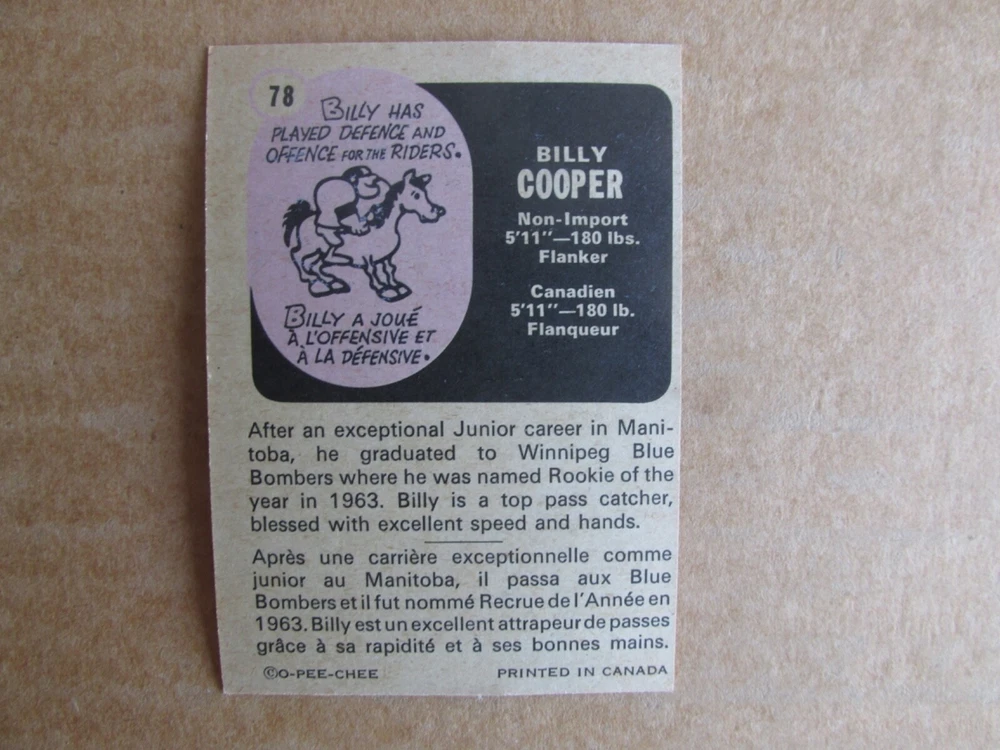 78
BILLY HAS
PLAYED DEFENCE AND
OFFENCE FOR THE RIDERS.
BILLY A JOUÉ
À L'OFFENSIVE ET
À LA DÉFENSIVE.
BILLY
COOPER
Non-Import
5'11"—180 lbs.
Flanker
Canadien
5'11"—180 lb.
Flanqueur
After an exceptional Junior career in Mani-
toba, he graduated to Winnipeg Blue
Bombers where he was named Rookie of the
year in 1963. Billy is a top pass catcher,
blessed with excellent speed and hands.
Après une carrière exceptionnelle comme
junior au Manitoba, il passa aux Blue
Bombers et il fut nommé Recrue de l'Année en
1963. Billy est un excellent attrapeur de passes
grâce à sa rapidité et à ses bonnes mains.
©O-PEE-CHEE PRINTED IN CANADA